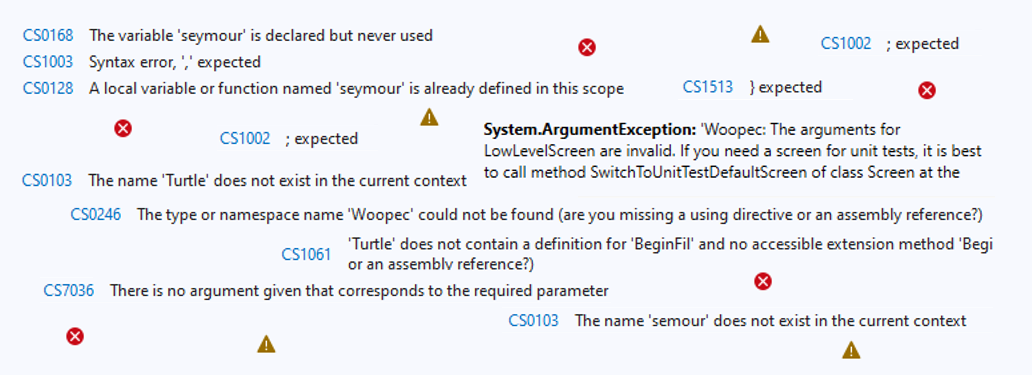 CS0168 The variable 'seymour' is declared but never used
CS1002 ; expected
CS1003 Syntax error, ',' expected
CS0128 A local variable or function named 'seymour' is already defined in this scope
CS1513 } expected
CS1002 ; expected
System.ArgumentException: 'Woopec: The arguments for
LowLevelScreen are invalid. If you need a screen for unit tests, it is best
to call method SwitchToUnitTestDefaultScreen of class Screen at the
CS0103 The name 'Turtle' does not exist in the current context
CS0246 The type or namespace name 'Woopec' could not be found (are you missing a using directive or an assembly reference?)
CS1061 'Turtle' does not contain a definition for 'BeginFil' and no accessible extension method 'Begi
or an assembly reference?)
CS7036 There is no argument given that corresponds to the required parameter
CS0103 The name 'semour' does not exist in the current context